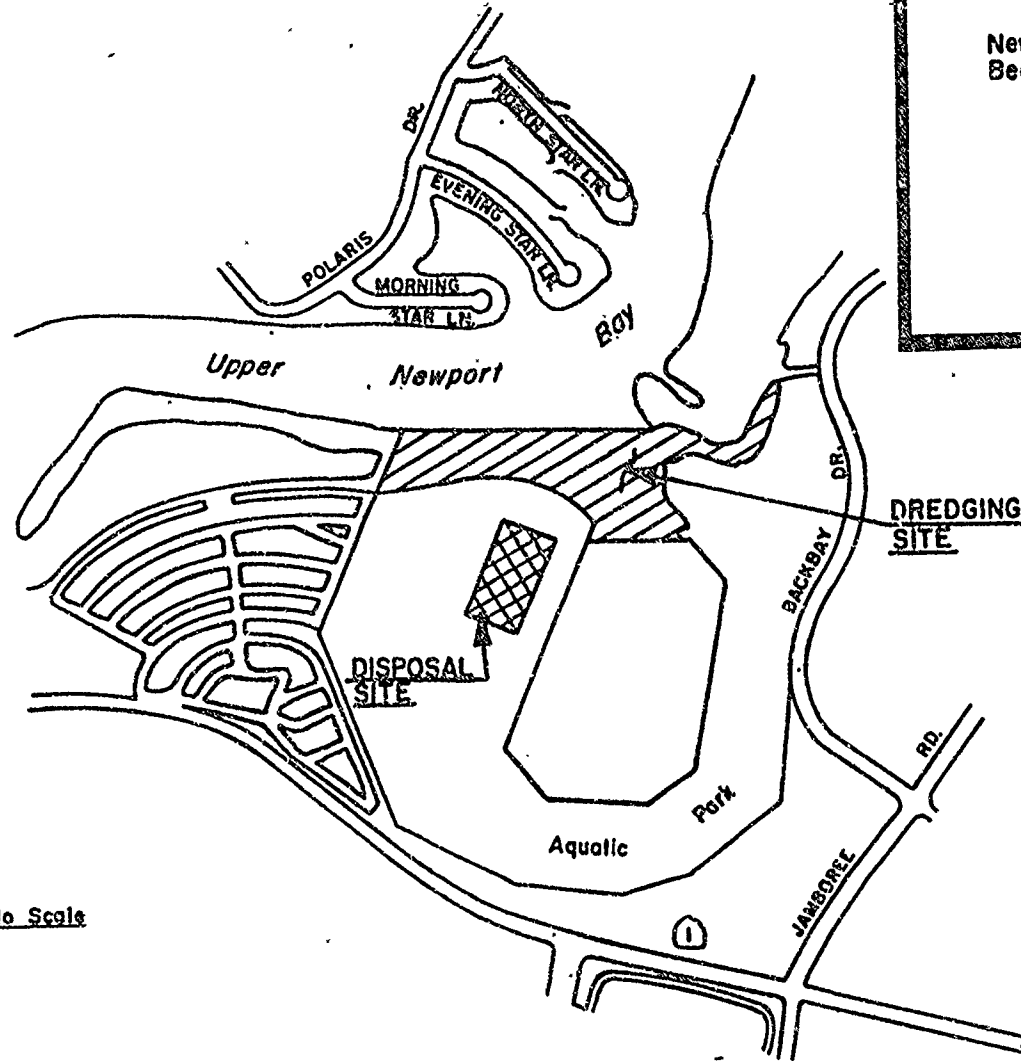 DR.
NORTH STAR LN.
EVENING STAR LN.
POLARIS
MORNING
STAR LN.
Bay
Upper Newport
DR.
DREDGING
SITE
BACKBAY
DISPOSAL
SITE
RD.
Park
Aquatic
JAMBOREE
Scale
1